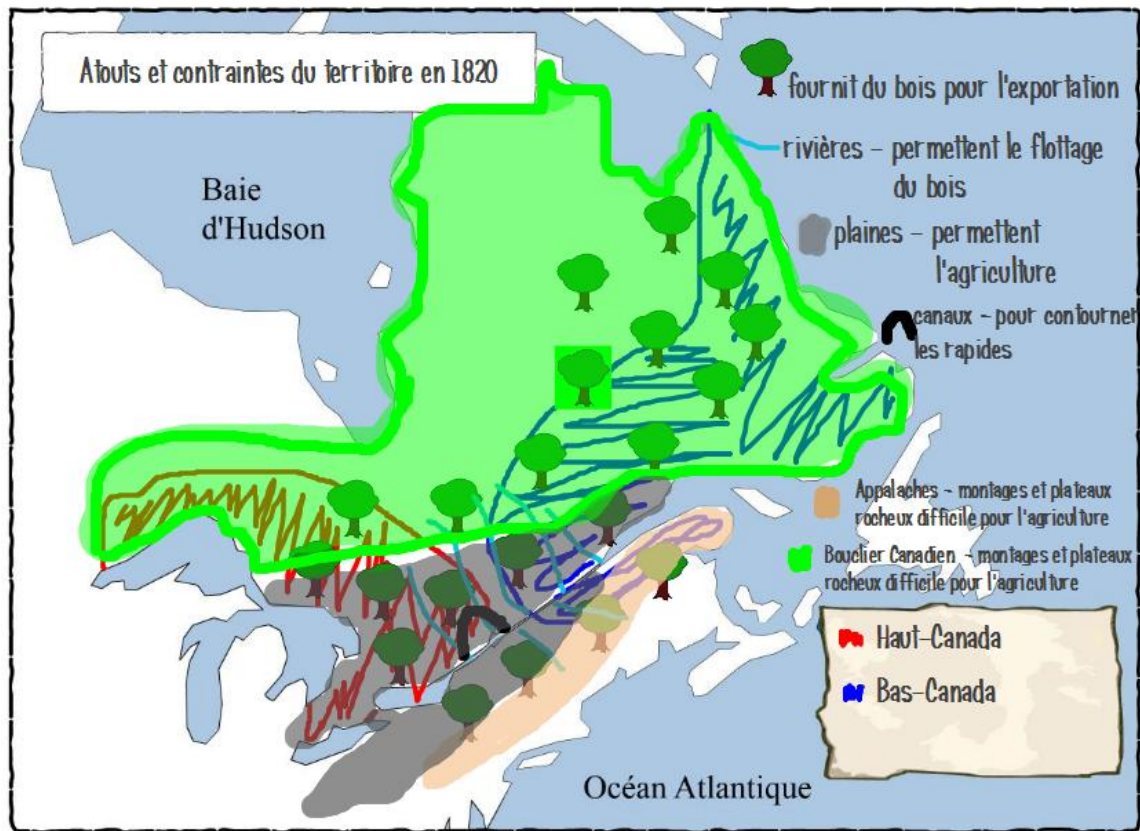 Atouts et contraintes du territoire en 1820
fournit du bois pour l'exportation
rivières - permettent le flottage
du bois
Baie
d'Hudson
plaines - permettent
l'agriculture
canaux - pour contourner
les rapides
Appalaches - montages et plateaux
rocheux difficile pour l'agriculture
Bouclier Canadien - montages et plateaux
rocheux difficile pour l'agriculture
Haut-Canada
Bas-Canada
Océan Atlantique